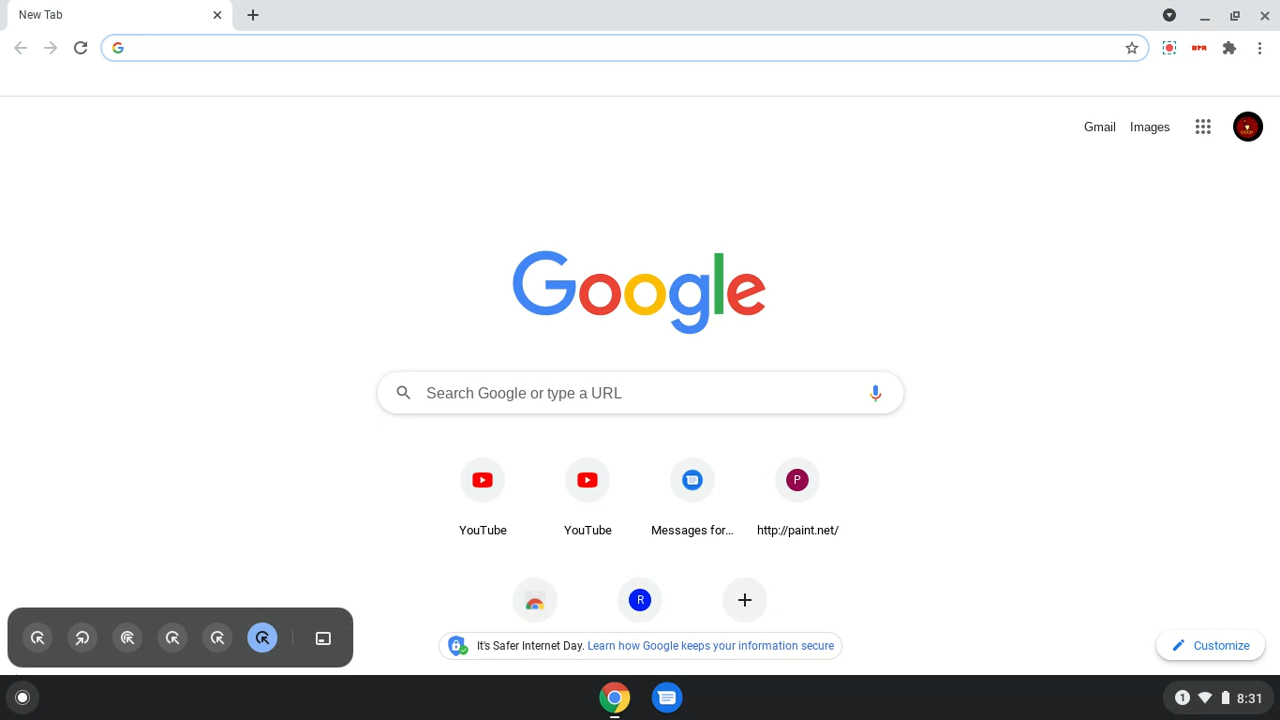 New Tab
Gmail Images
Google
Search Google or type a URL
YouTube
YouTube
Messages for...
http://paint.net/
P
R
It's Safer Internet Day. Learn how Google keeps your information secure
Customize
1
8:31